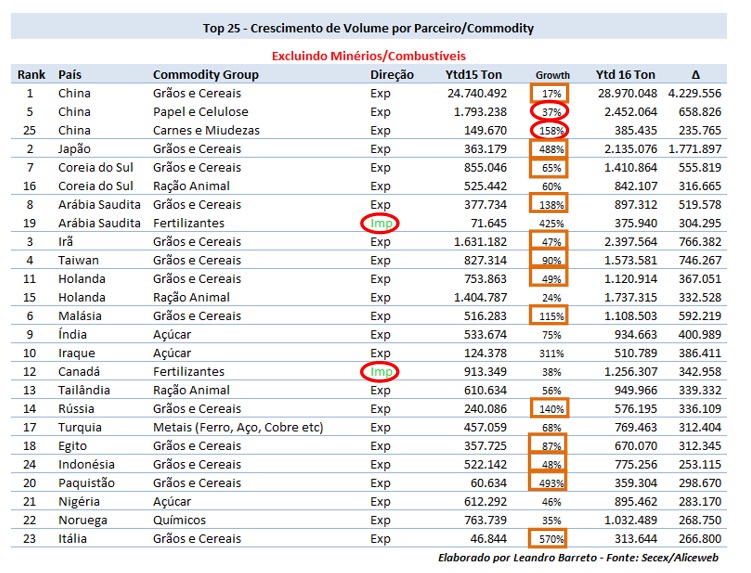 Top 25 - Crescimento de Volume por Parceiro/Commodity
Excluindo Minérios/Combustíveis
Rank País Commodity Group Direção Ytd15 Ton Growth Ytd 16 Ton Δ
1 China Grãos e Cereais Exp 24.740.492 17% 28.970.048 4.229.556
5 China Papel e Celulose Exp 1.793.238 37% 2.452.064 658.826
25 China Carnes e Miudezas Exp 149.670 158% 385.435 235.765
2 Japão Grãos e Cereais Exp 363.179 488% 2.135.076 1.771.897
7 Coreia do Sul Grãos e Cereais Exp 855.046 65% 1.410.864 555.819
16 Coreia do Sul Ração Animal Exp 525.442 60% 842.107 316.665
8 Arábia Saudita Grãos e Cereais Exp 377.734 138% 897.312 519.578
19 Arábia Saudita Fertilizantes Imp 71.645 425% 375.940 304.295
3 Irã Grãos e Cereais Exp 1.631.182 47% 2.397.564 766.382
4 Taiwan Grãos e Cereais Exp 827.314 90% 1.573.581 746.267
11 Holanda Grãos e Cereais Exp 753.863 49% 1.120.914 367.051
15 Holanda Ração Animal Exp 1.404.787 24% 1.737.315 332.528
6 Malásia Grãos e Cereais Exp 516.283 115% 1.108.503 592.219
9 Índia Açúcar Exp 533.674 75% 934.663 400.989
10 Iraque Açúcar Exp 124.378 311% 510.789 386.411
12 Canadá Fertilizantes Imp 913.349 38% 1.256.307 342.958
13 Tailândia Ração Animal Exp 610.634 56% 949.966 339.332
14 Rússia Grãos e Cereais Exp 240.086 140% 576.195 336.109
17 Turquia Metais (Ferro, Aço, Cobre etc) Exp 457.059 68% 769.463 312.404
18 Egito Grãos e Cereais Exp 357.725 87% 670.070 312.345
24 Indonésia Grãos e Cereais Exp 522.142 48% 775.256 253.115
20 Paquistão Grãos e Cereais Exp 60.634 493% 359.304 298.670
21 Nigéria Açúcar Exp 612.292 46% 895.462 283.170
22 Noruega Químicos Exp 763.739 35% 1.032.489 268.750
23 Itália Grãos e Cereais Exp 46.844 570% 313.644 266.800
Elaborado por Leandro Barreto - Fonte: Secex/Aliceweb